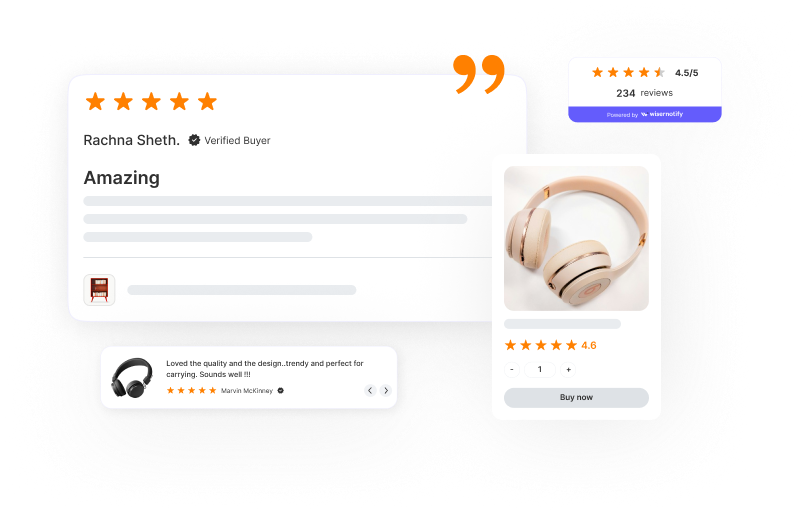 Rachna Sheth. Verified Buyer
Amazing
4.5/5
234 reviews
Powered by wisernotify
4.6
- 1 +
Buy now
Loved the quality and the design..trendy and perfect for
carrying. Sounds well !!!
Marvin McKinney